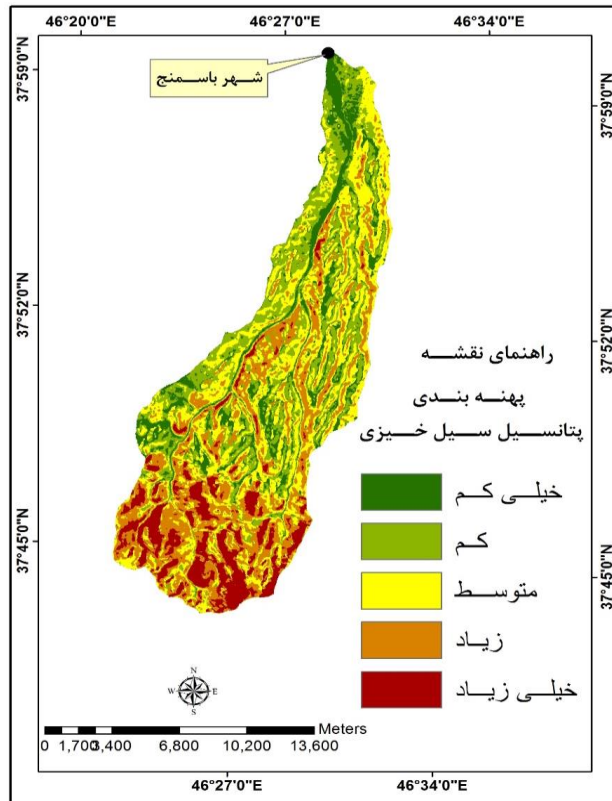 46°20'0"E 46°27'0"E 46°34'0"E
37°59'0"N
37°59'0"N
شهر باسمنج
37°52'0"N
37°52'0"N
راهنمای نقشه
پهنه بندی
پتانسیل سیل خیزی
خیلی کم
کم
متوسط
زیاد
خیلی زیاد
37°45'0"N
37°45'0"N
N
W E
S
Meters
0 1,700 3,400 6,800 10,200 13,600
46°27'0"E 46°34'0"E